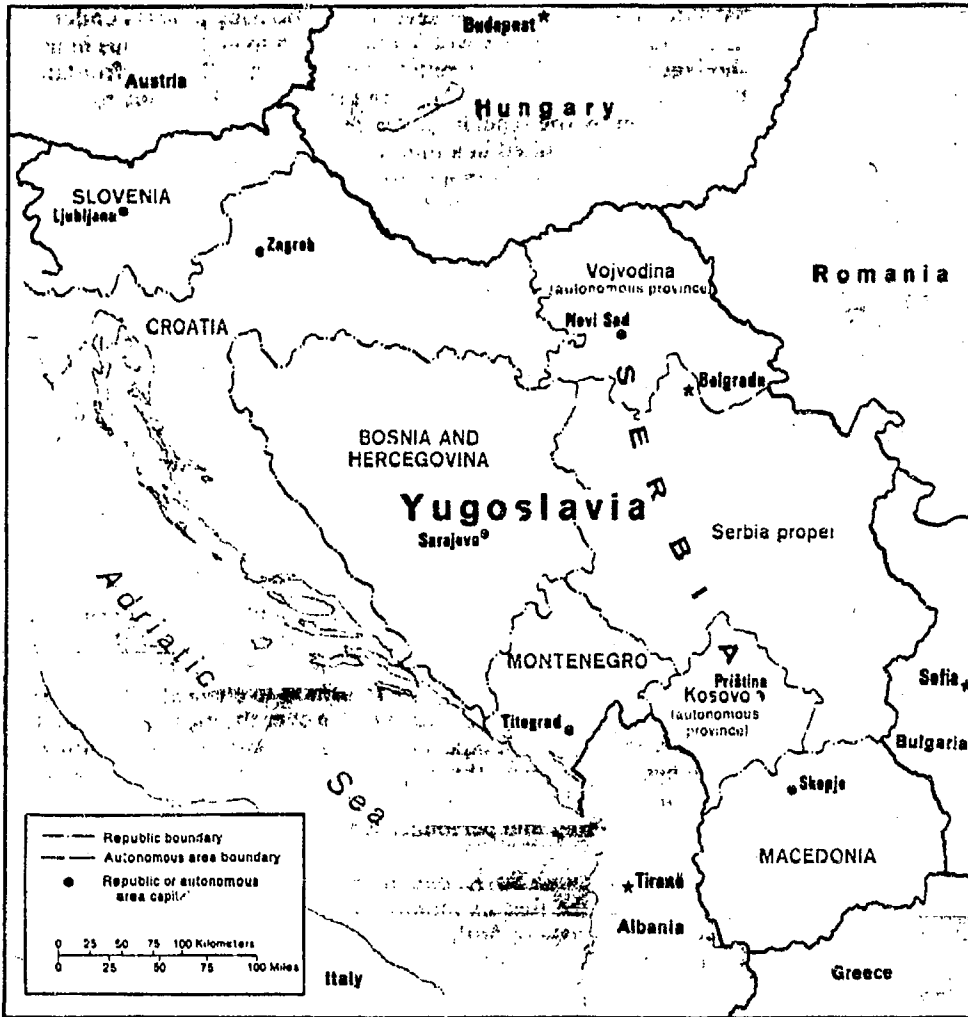 Budapest
Austria
Hungary
SLOVENIA
Ljubljana
Zagreb
Vojvodina
(autonomous province)
Romania
Novi Sad
CROATIA
Belgrade
SERBIA
BOSNIA AND
HERCEGOVINA
Yugoslavia
Sarajevo
Serbia proper
Adriatic
Sea
MONTENEGRO
Priština
Kosovo
(autonomous
province)
Sofia
Titograd
Bulgaria
Skopje
Republic boundary
Autonomous area boundary
Republic or autonomous
area capital
0 25 50 75 100 Kilometers
0 25 50 75 100 Miles
MACEDONIA
Tiranë
Albania
Italy
Greece